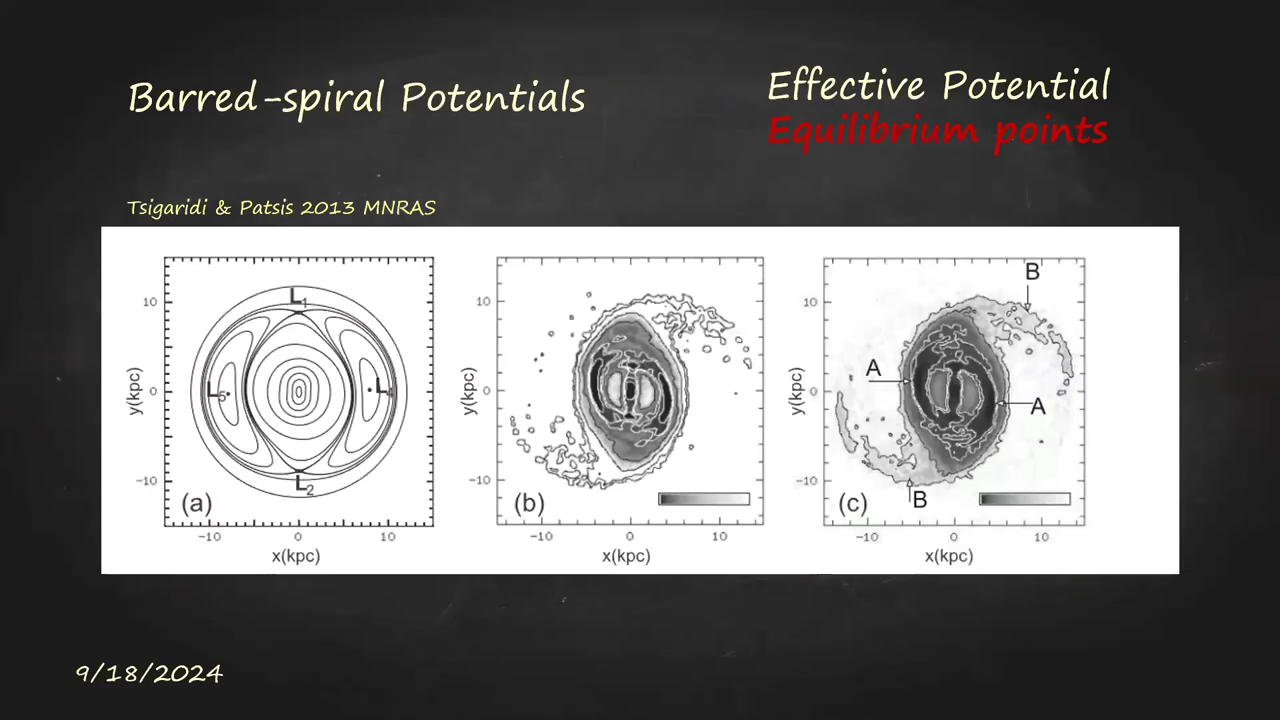 Barred-spiral Potentials
Effective Potential
Equilibrium points
Tsigaridi & Patsis 2013 MNRAS
L1
L5
L4
L2
(a)
10
0
-10
y(kpc)
-10 0 10
x(kpc)
(b)
10
0
-10
y(kpc)
-10 0 10
x(kpc)
B
A
A
B
(c)
10
0
-10
y(kpc)
-10 0 10
x(kpc)
9/18/2024